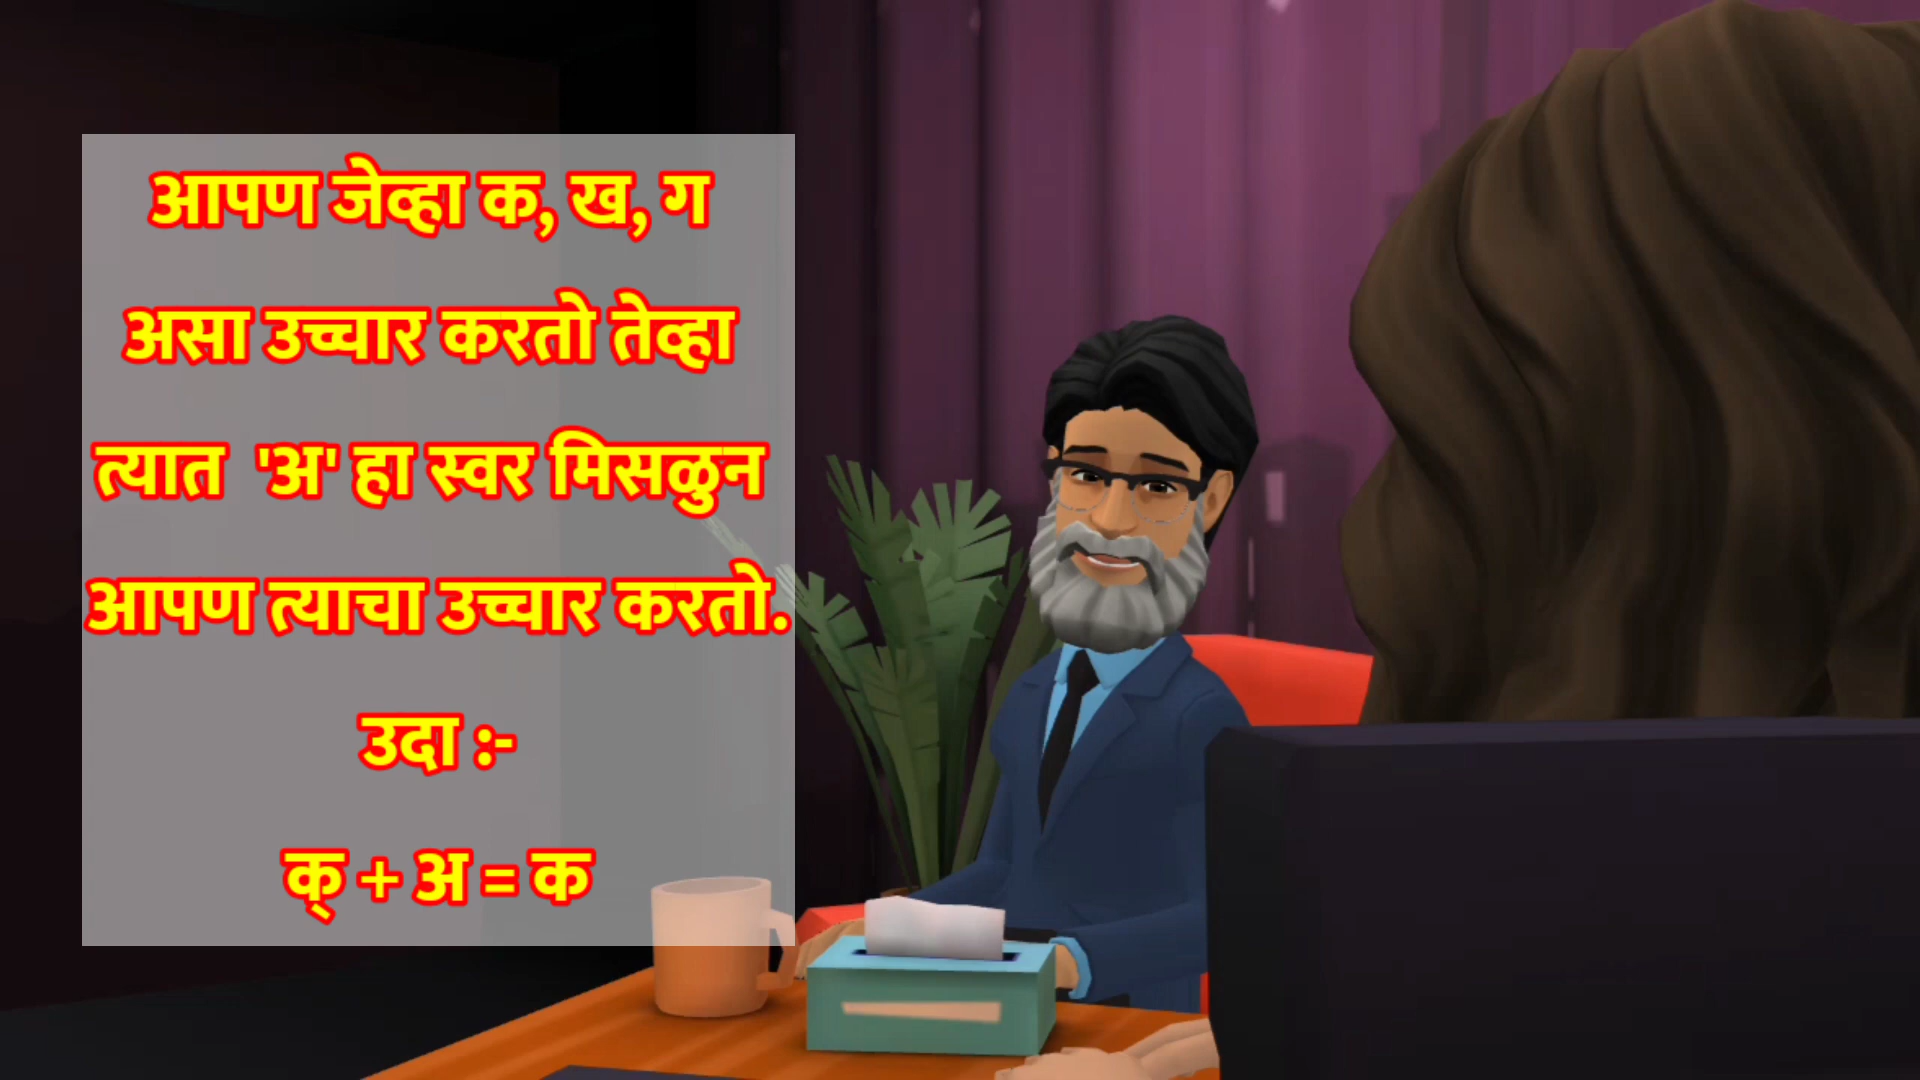 आपण जेव्हा क, ख, ग
असा उच्चार करतो तेव्हा
त्यात 'अ' हा स्वर मिसळुन
आपण त्याचा उच्चार करतो.
उदा :-
क् + अ = क